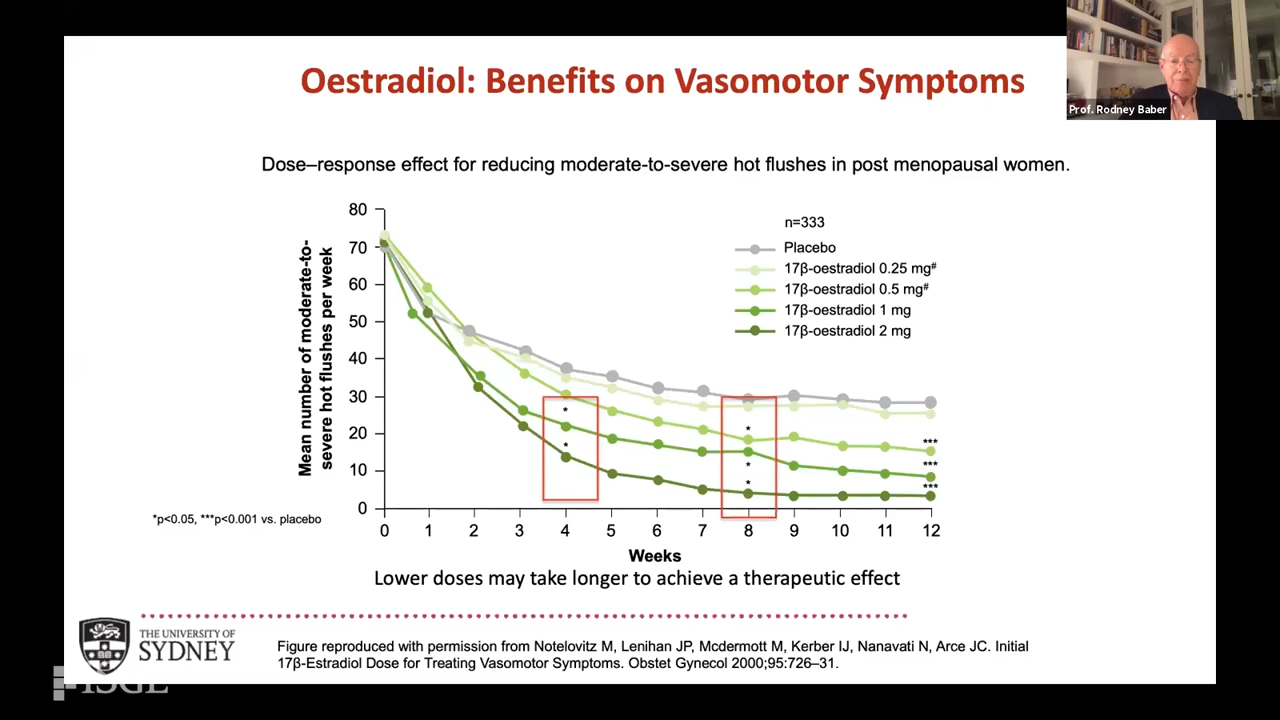 Prof. Rodney Baber
Oestradiol: Benefits on Vasomotor Symptoms
Dose–response effect for reducing moderate-to-severe hot flushes in post menopausal women.
Mean number of moderate-to-
severe hot flushes per week
80
70
60
50
40
30
20
10
0
n=333
Placebo
17β-oestradiol 0.25 mg#
17β-oestradiol 0.5 mg#
17β-oestradiol 1 mg
17β-oestradiol 2 mg
*
*
*
*
*
***
***
***
0 1 2 3 4 5 6 7 8 9 10 11 12
Weeks
*p<0.05, ***p<0.001 vs. placebo
Lower doses may take longer to achieve a therapeutic effect
THE UNIVERSITY OF
SYDNEY
Figure reproduced with permission from Notelovitz M, Lenihan JP, Mcdermott M, Kerber IJ, Nanavati N, Arce JC. Initial
17β-Estradiol Dose for Treating Vasomotor Symptoms. Obstet Gynecol 2000;95:726–31.